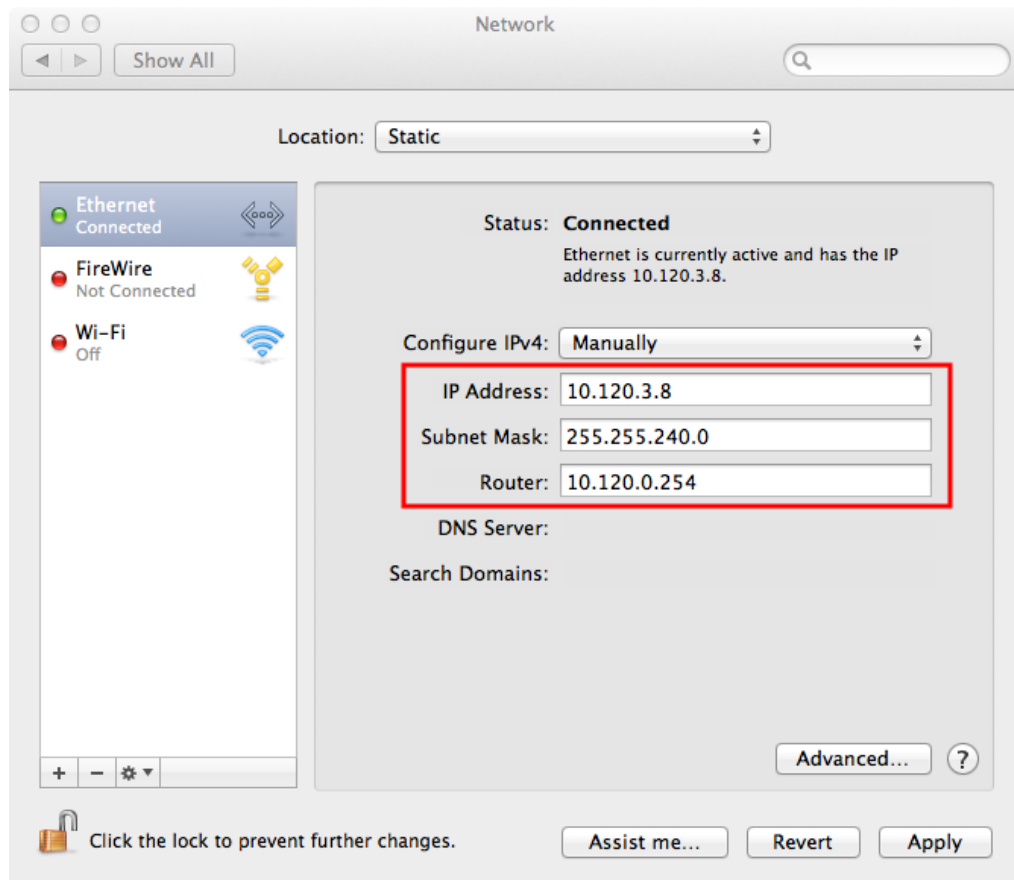 Network
Show All
Location: Static
Ethernet
Connected
FireWire
Not Connected
Wi-Fi
Off
Status: Connected
Ethernet is currently active and has the IP
address 10.120.3.8.
Configure IPv4: Manually
IP Address: 10.120.3.8
Subnet Mask: 255.255.240.0
Router: 10.120.0.254
DNS Server:
Search Domains:
Advanced... ?
Click the lock to prevent further changes.
Assist me... Revert Apply